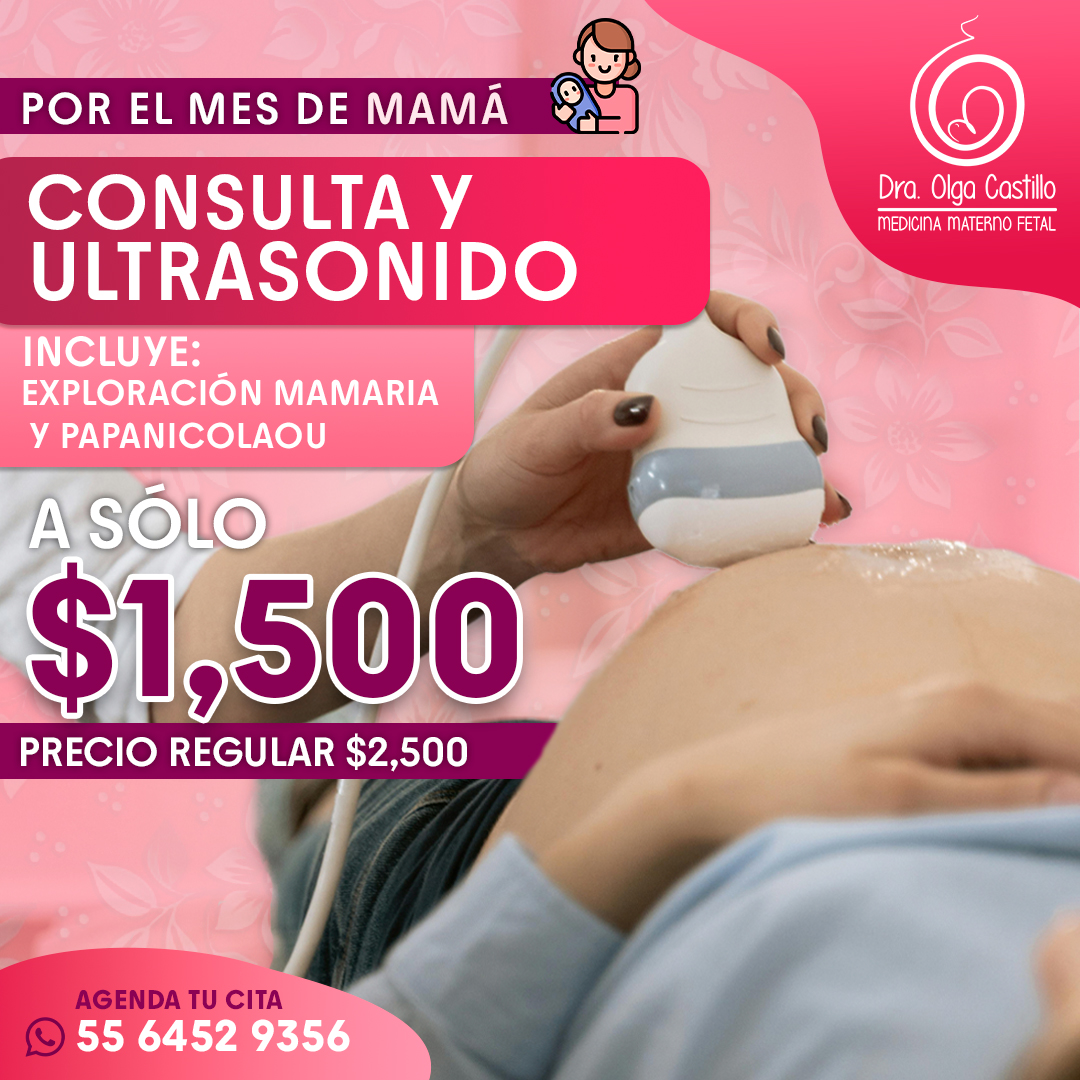 POR EL MES DE MAMÁ
Dra. Olga Castillo
MEDICINA MATERNO FETAL
CONSULTA Y
ULTRASONIDO
INCLUYE:
EXPLORACIÓN MAMARIA
Y PAPANICOLAOU
A SÓLO
$1,500
PRECIO REGULAR $2,500
AGENDA TU CITA
55 6452 9356